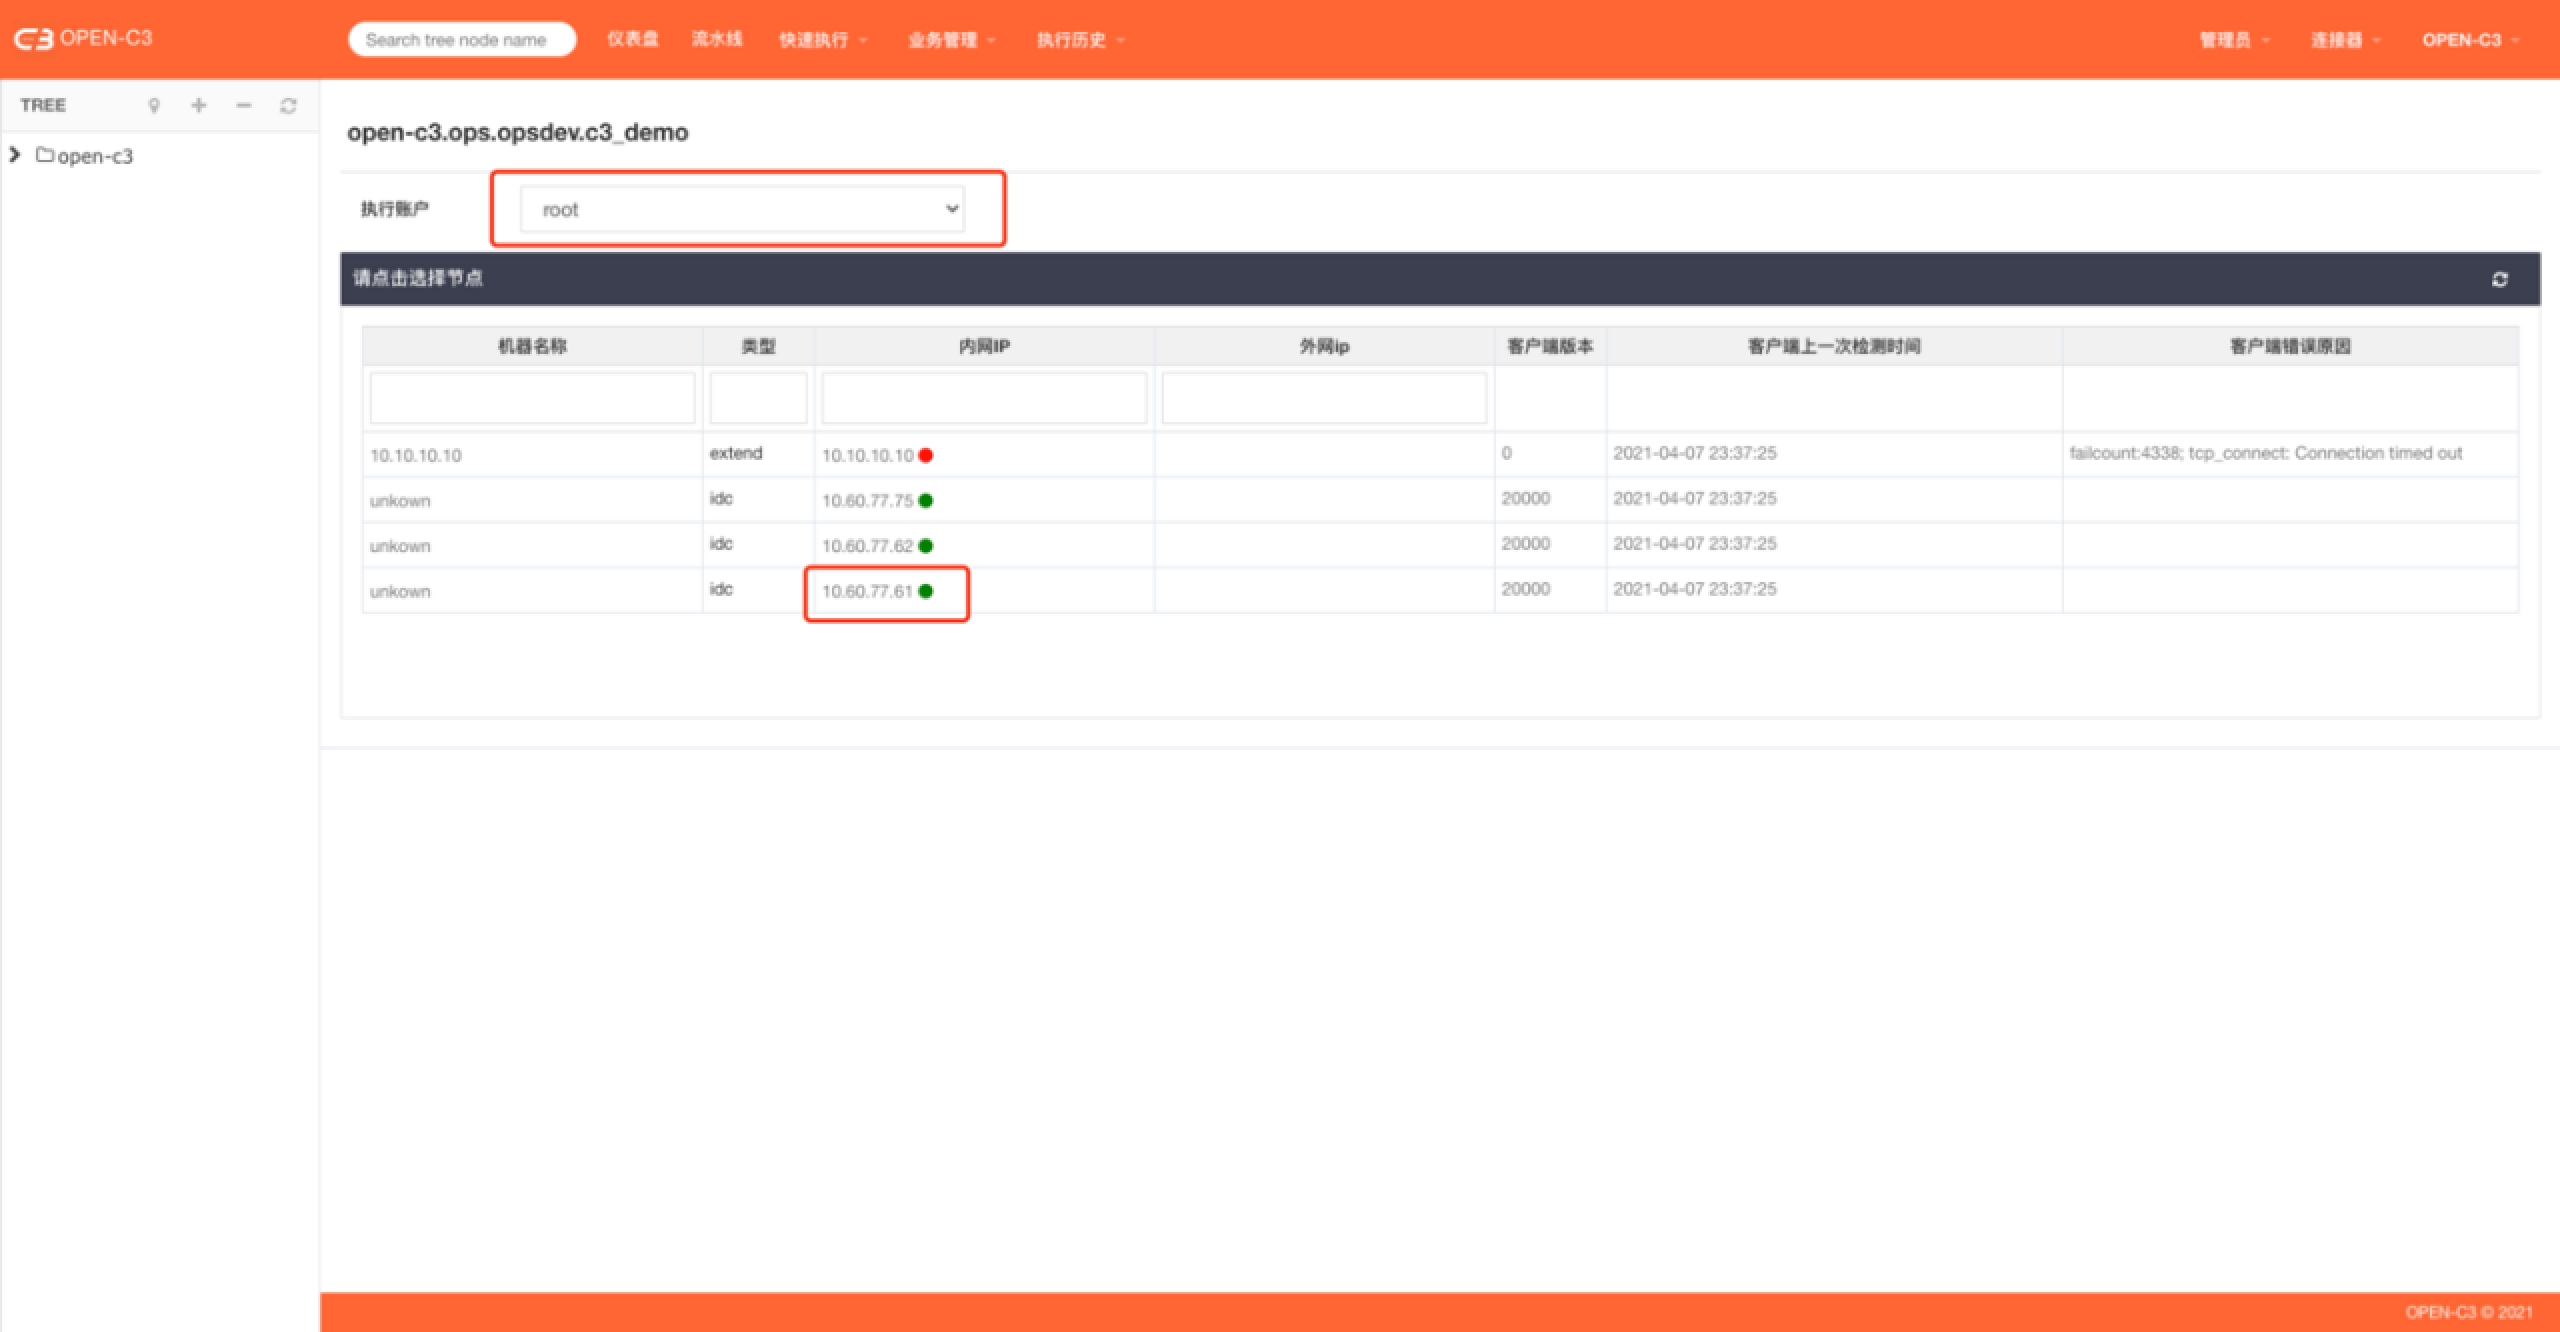 OPEN-C3 Search tree node name 仪表盘 流水线 快速执行 业务管理 执行历史 管理员 连接器 OPEN-C3
TREE
open-c3
open-c3.ops.opsdev.c3_demo
执行账户 root
请点击选择节点
机器名称 类型 内网IP 外网ip 客户端版本 客户端上一次检测时间 客户端错误原因
10.10.10.10 extend 10.10.10.10 0 2021-04-07 23:37:25 failcount:4338; tcp_connect: Connection timed out
unkown idc 10.60.77.75 20000 2021-04-07 23:37:25
unkown idc 10.60.77.62 20000 2021-04-07 23:37:25
unkown idc 10.60.77.61 20000 2021-04-07 23:37:25
OPEN-C3 © 2021